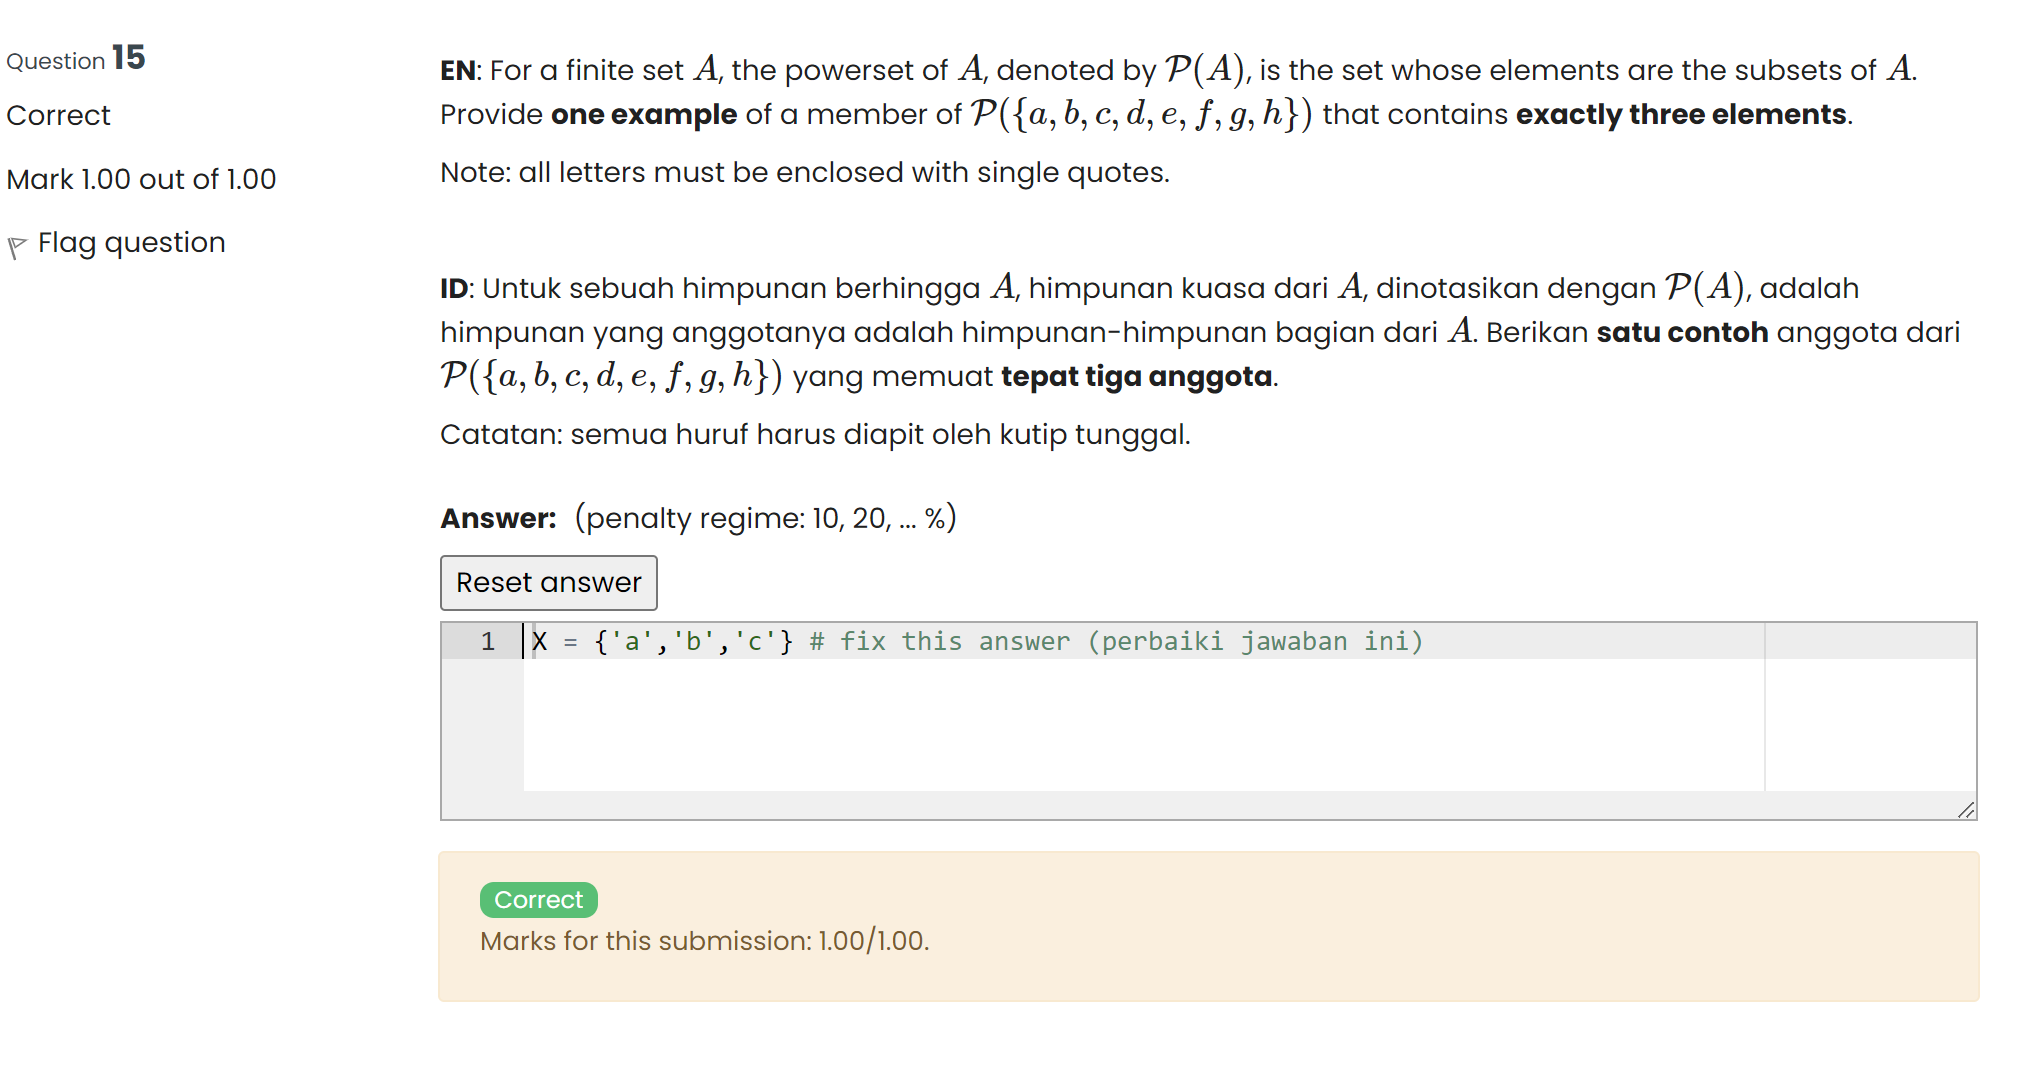 Question 15
Correct
Mark 1.00 out of 1.00
Flag question
EN: For a finite set A, the powerset of A, denoted by 𝒫(A), is the set whose elements are the subsets of A.
Provide one example of a member of 𝒫({a, b, c, d, e, f, g, h}) that contains exactly three elements.
Note: all letters must be enclosed with single quotes.
ID: Untuk sebuah himpunan berhingga A, himpunan kuasa dari A, dinotasikan dengan 𝒫(A), adalah
himpunan yang anggotanya adalah himpunan-himpunan bagian dari A. Berikan satu contoh anggota dari
𝒫({a, b, c, d, e, f, g, h}) yang memuat tepat tiga anggota.
Catatan: semua huruf harus diapit oleh kutip tunggal.
Answer: (penalty regime: 10, 20, ... %)
Reset answer
1 X = {'a','b','c'} # fix this answer (perbaiki jawaban ini)
Correct
Marks for this submission: 1.00/1.00.